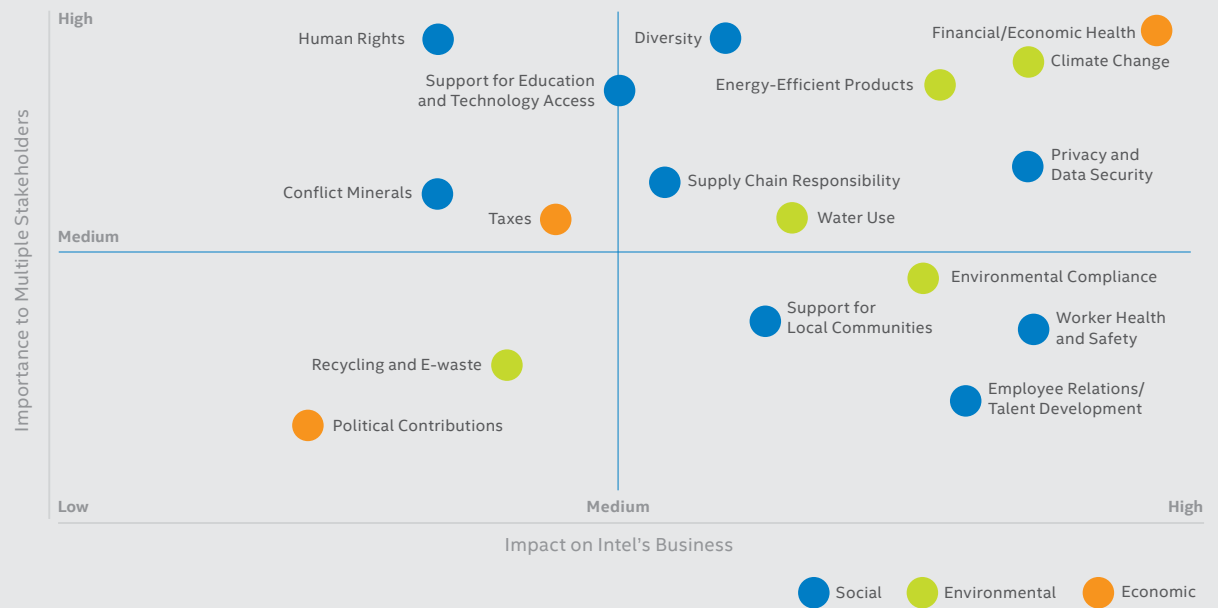 High
Human Rights
Diversity
Financial/Economic Health
Climate Change
Support for Education
and Technology Access
Energy-Efficient Products
Privacy and
Data Security
Conflict Minerals
Supply Chain Responsibility
Taxes
Water Use
Medium
Importance to Multiple Stakeholders
Environmental Compliance
Support for
Local Communities
Worker Health
and Safety
Recycling and E-waste
Employee Relations/
Talent Development
Political Contributions
Low
Medium
High
Impact on Intel’s Business
Social
Environmental
Economic